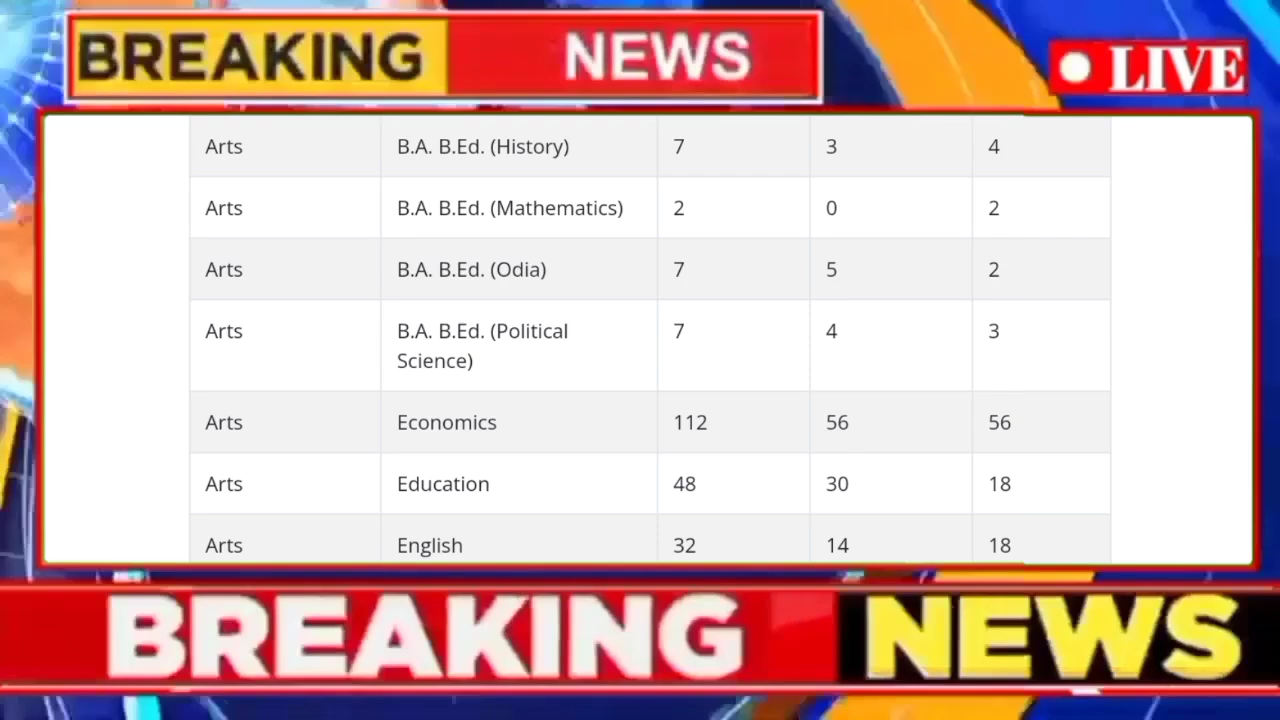 BREAKING NEWS
LIVE
Arts B.A. B.Ed. (History) 7 3 4
Arts B.A. B.Ed. (Mathematics) 2 0 2
Arts B.A. B.Ed. (Odia) 7 5 2
Arts B.A. B.Ed. (Political 7 4 3
Science)
Arts Economics 112 56 56
Arts Education 48 30 18
Arts English 32 14 18
BREAKING NEWS